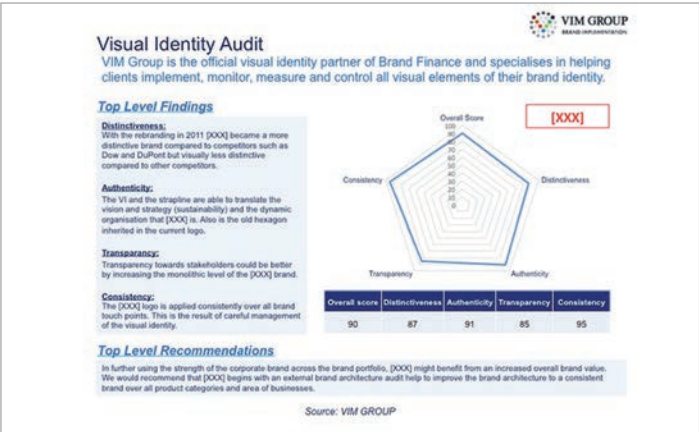 VIM GROUP
BRAND IMPLEMENTATION
Visual Identity Audit
VIM Group is the official visual identity partner of Brand Finance and specialises in helping
clients implement, monitor, measure and control all visual elements of their brand identity.
Top Level Findings
Distinctiveness:
With the rebranding in 2011 [XXX] became a more
distinctive brand compared to competitors such as
Dow and DuPont but visually less distinctive
compared to other competitors.
Authenticity:
The VI and the strapline are able to translate the
vision and strategy (sustainability) and the dynamic
organisation that [XXX] is. Also is the old hexagon
inherited in the current logo.
Transparancy:
Transparency towards stakeholders could be better
by increasing the monolithic level of the [XXX] brand.
Consistency:
The [XXX] logo is applied consistently over all brand
touch points. This is the result of careful management
of the visual identity.
[XXX]
Overall Score
100
90
80
70
60
50
40
30
20
10
0
Consistency
Distinctiveness
Transparency
Authenticity
Overall score Distinctiveness Authenticity Transparency Consistency
90 87 91 85 95
Top Level Recommendations
In further using the strength of the corporate brand across the brand portfolio, [XXX] might benefit from an increased overall brand value.
We would recommend that [XXX] begins with an external brand architecture audit help to improve the brand architecture to a consistent
brand over all product categories and area of businesses.
Source: VIM GROUP